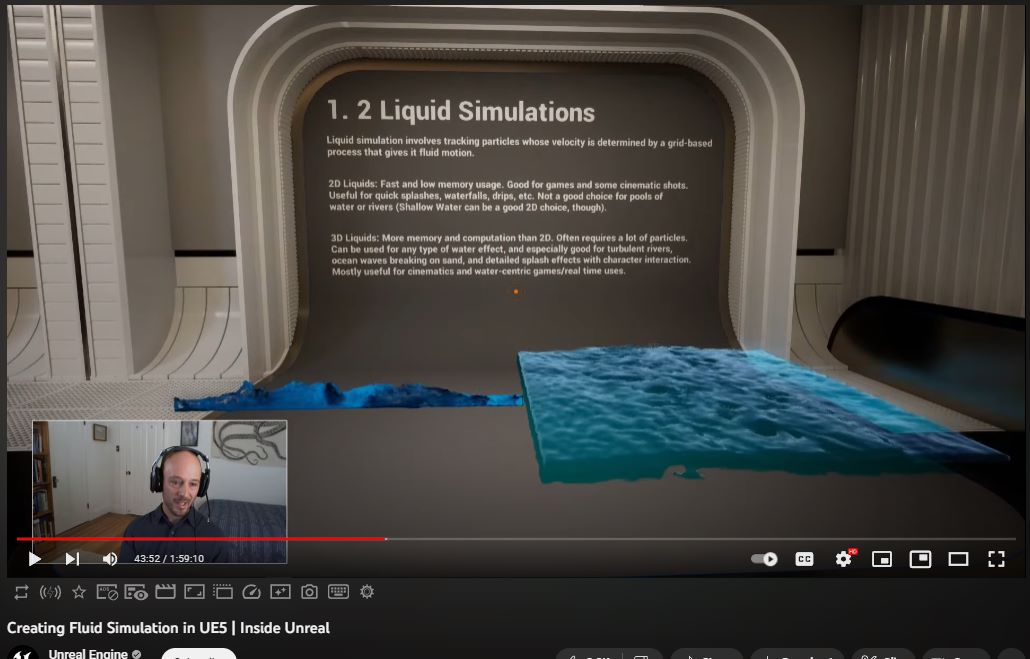 1. 2 Liquid Simulations
Liquid simulation involves tracking particles whose velocity is determined by a grid-based
process that gives it fluid motion.
2D Liquids: Fast and low memory usage. Good for games and some cinematic shots.
Useful for quick splashes, waterfalls, drips, etc. Not a good choice for pools of
water or rivers (Shallow Water can be a good 2D choice, though).
3D Liquids: More memory and computation than 2D. Often requires a lot of particles.
Can be used for any type of water effect, and especially good for turbulent rivers,
ocean waves breaking on sand, and detailed splash effects with character interaction.
Mostly useful for cinematics and water-centric games/real time uses.
43:52 / 1:59:10
CC
HD
ADS
Creating Fluid Simulation in UE5 | Inside Unreal
Unreal Engine